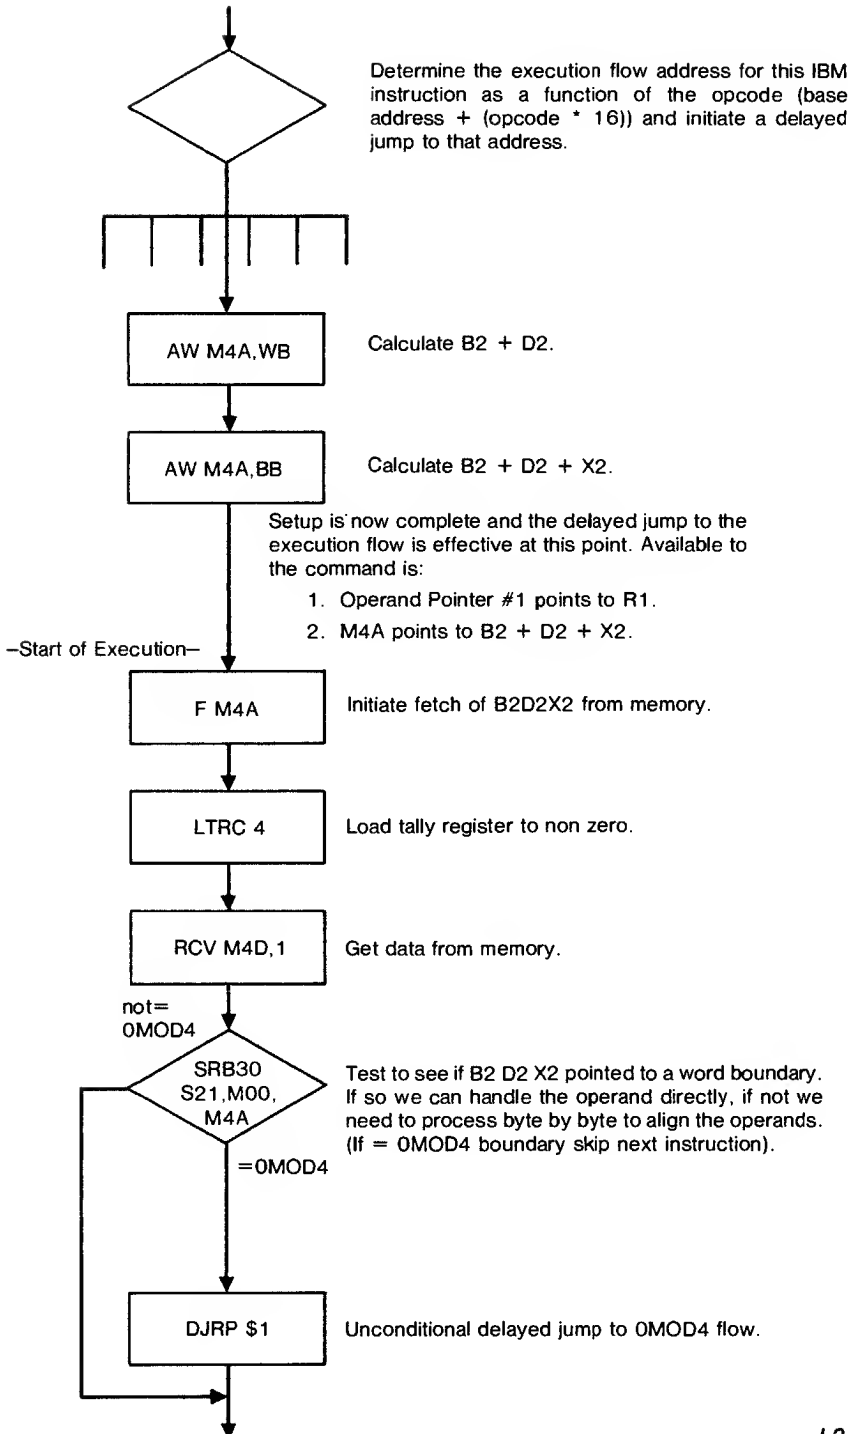 Determine the execution flow address for this IBM
instruction as a function of the opcode (base
address + (opcode * 16)) and initiate a delayed
jump to that address.
AW M4A,WB
Calculate B2 + D2.
AW M4A,BB
Calculate B2 + D2 + X2.
Setup is now complete and the delayed jump to the
execution flow is effective at this point. Available to
the command is:
1. Operand Pointer #1 points to R1.
2. M4A points to B2 + D2 + X2.
–Start of Execution–
F M4A
Initiate fetch of B2D2X2 from memory.
LTRC 4
Load tally register to non zero.
RCV M4D,1
Get data from memory.
not=
0MOD4
SRB30
S21,M00,
M4A
Test to see if B2 D2 X2 pointed to a word boundary.
If so we can handle the operand directly, if not we
need to process byte by byte to align the operands.
(If = 0MOD4 boundary skip next instruction).
=0MOD4
DJRP $1
Unconditional delayed jump to 0MOD4 flow.